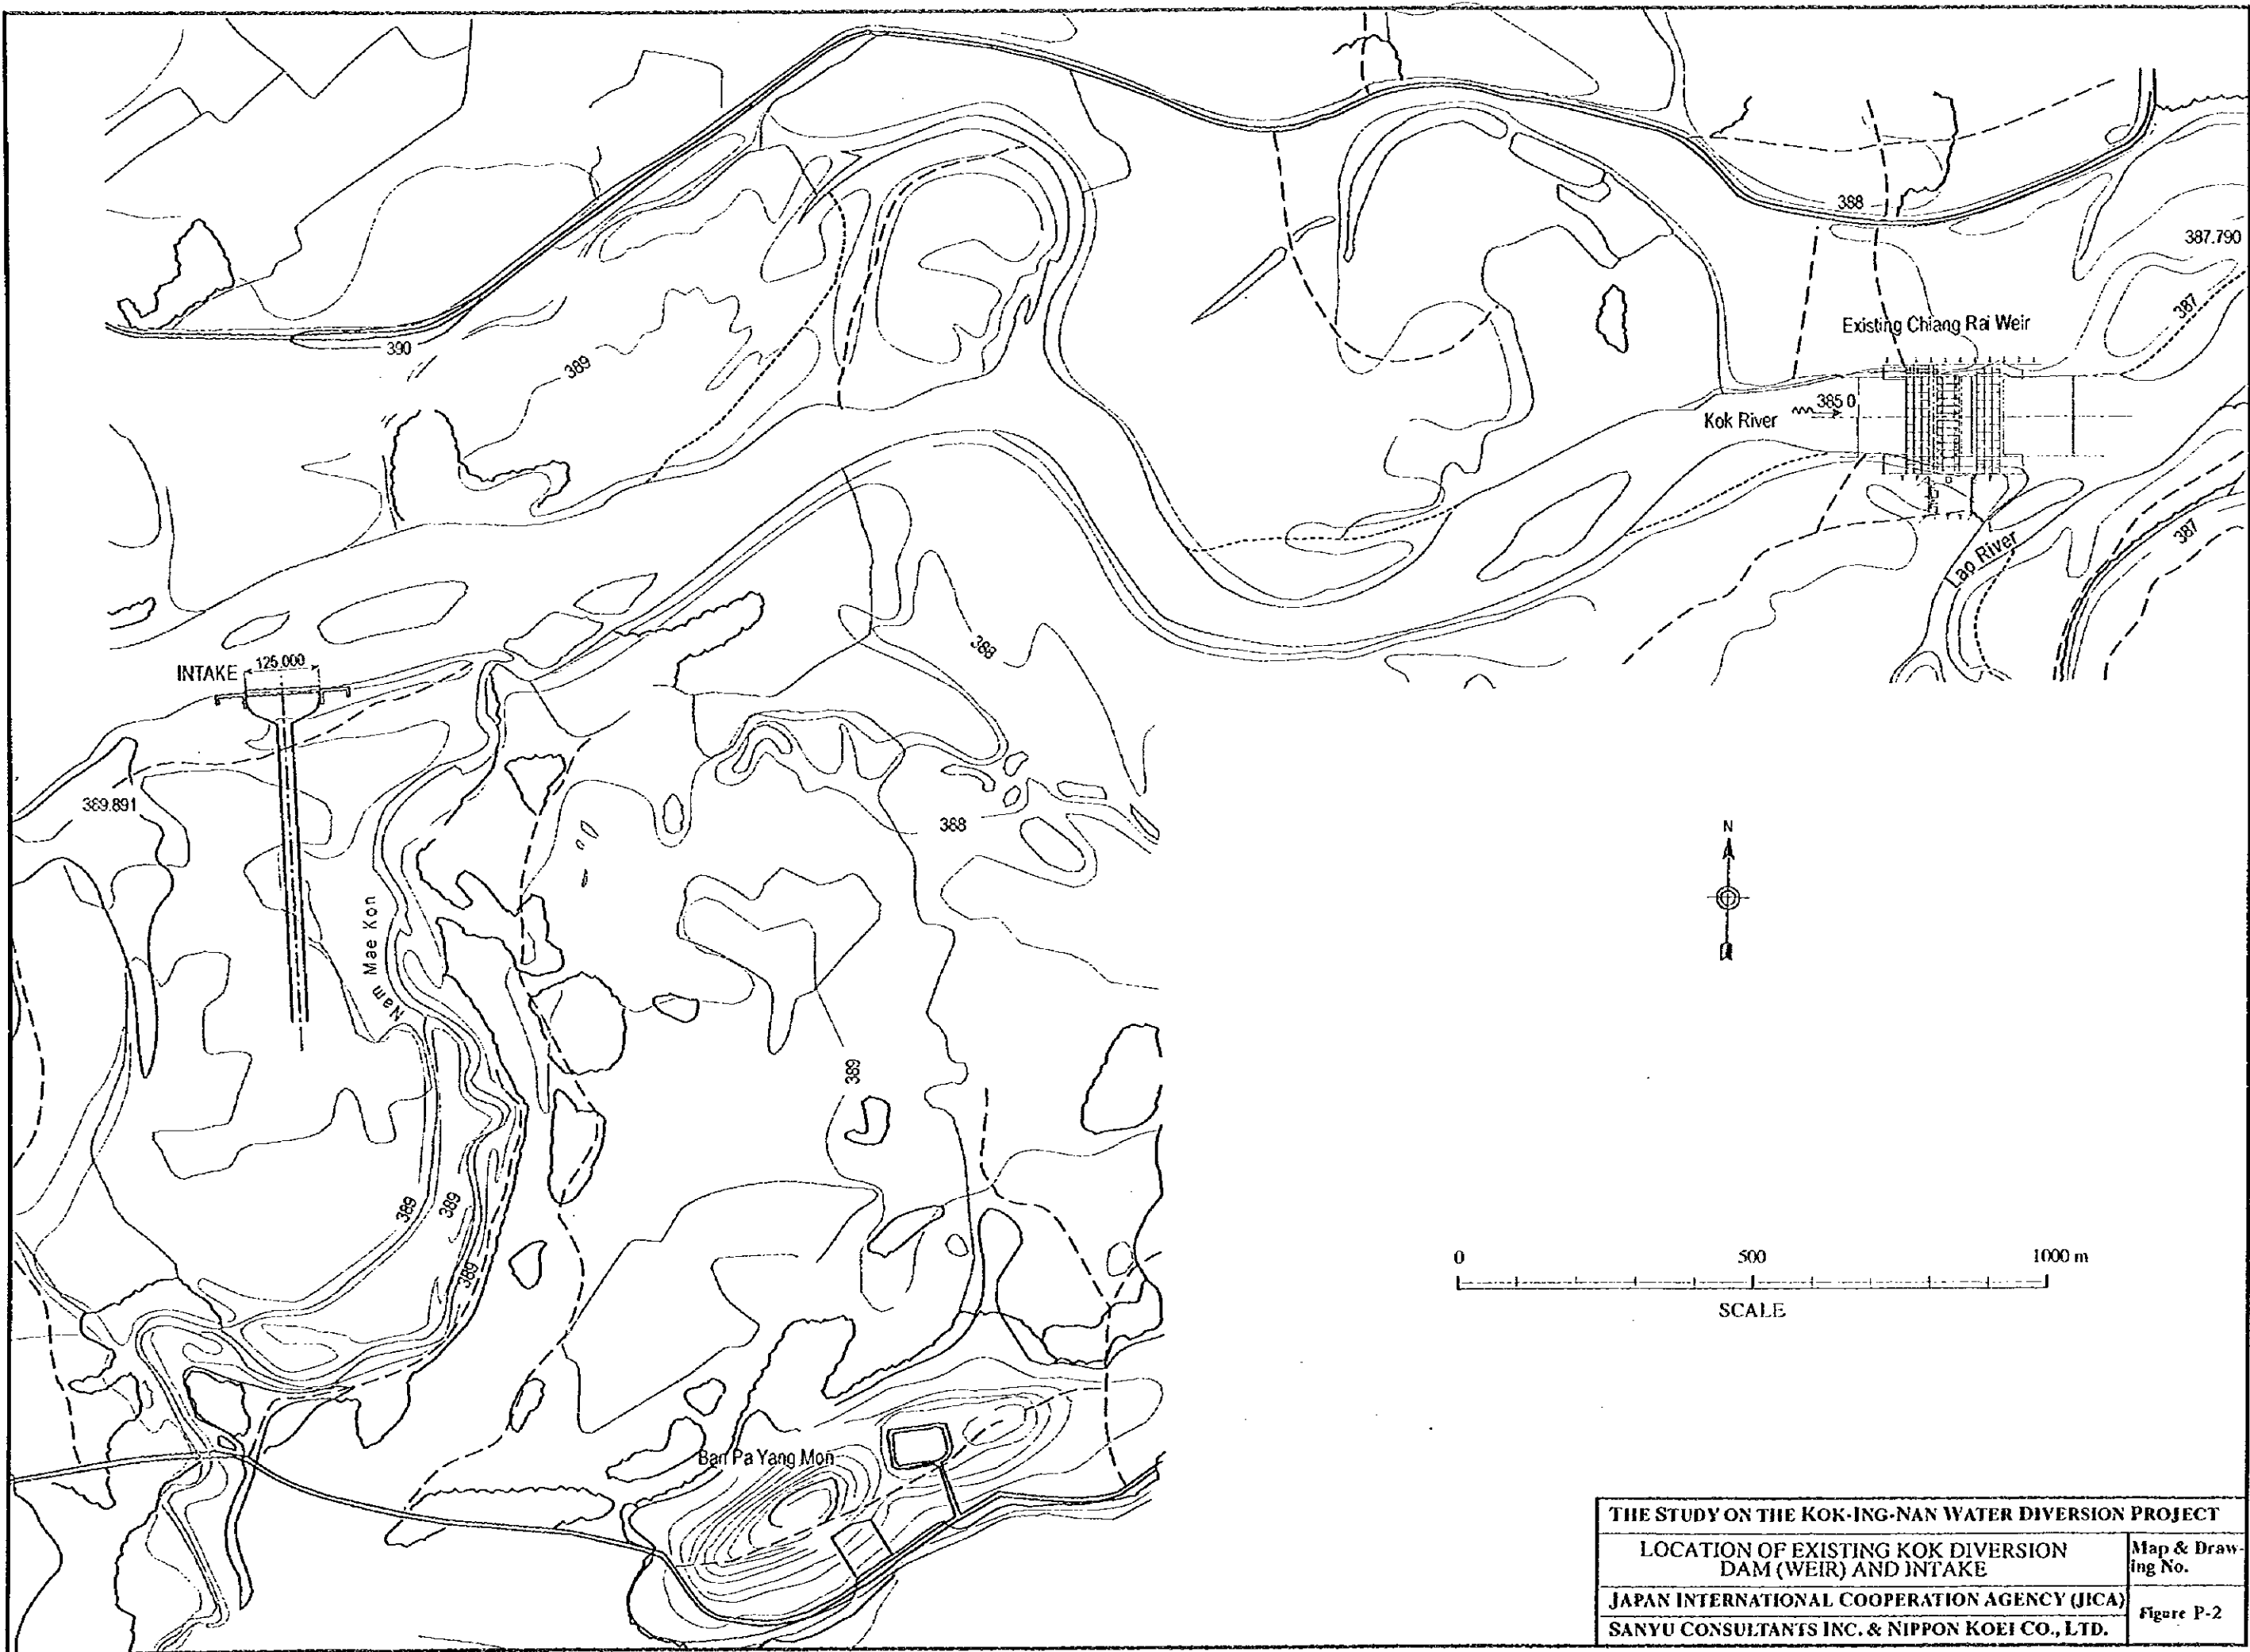 388
387.790
387
Existing Chiang Rai Weir
390
389
385 0
Kok River
387
Lao River
388
INTAKE
125,000
389.891
388
N
Nam Mae Kon
389
389
389
389
0 500 1000 m
SCALE
Ban Pa Yang Mon
THE STUDY ON THE KOK-ING-NAN WATER DIVERSION PROJECT
LOCATION OF EXISTING KOK DIVERSION
DAM (WEIR) AND INTAKE
Map & Draw-
ing No.
JAPAN INTERNATIONAL COOPERATION AGENCY (JICA)
Figure P-2
SANYU CONSULTANTS INC. & NIPPON KOEI CO., LTD.